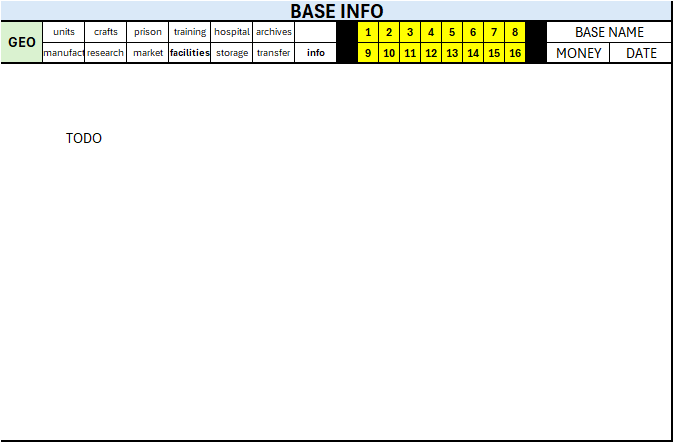 BASE INFO
GEO units crafts prison training hospital archives 1 2 3 4 5 6 7 8 BASE NAME
manufact research market facilities storage transfer info 9 10 11 12 13 14 15 16 MONEY DATE
TODO